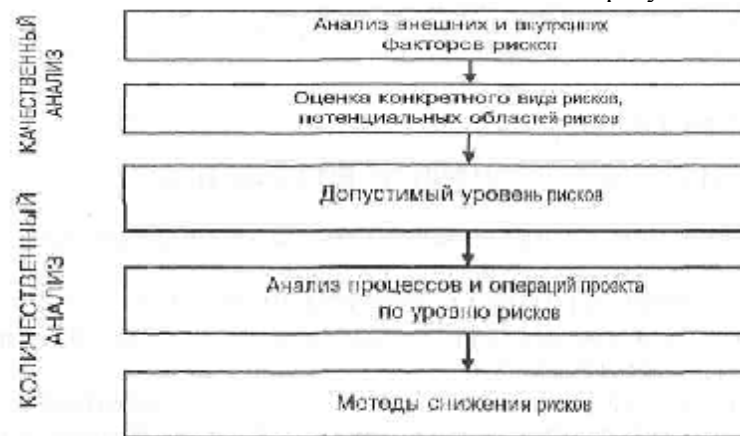 КАЧЕСТВЕННЫЙ
АНАЛИЗ
Анализ внешних и внутренних
факторов рисков
Оценка конкретного вида рисков,
потенциальных областей рисков
КОЛИЧЕСТВЕННЫЙ
АНАЛИЗ
Допустимый уровень рисков
Анализ процессов и операций проекта
по уровню рисков
Методы снижения рисков